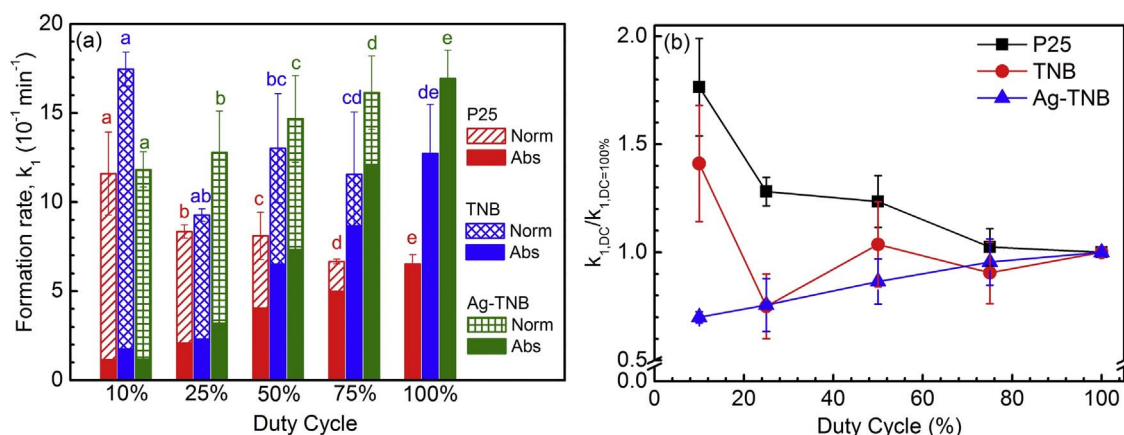 (a)
Formation rate, k1 (10-1 min-1)
20
15
10
5
0
a
a
a
b
ab
b
c
bc
c
d
cd
d
e
de
e
P25
Norm
Abs
TNB
Norm
Abs
Ag-TNB
Norm
Abs
10% 25% 50% 75% 100%
Duty Cycle
(b)
k1,DC/k1,DC=100%
2.0
1.5
1.0
0.5
0.0
P25
TNB
Ag-TNB
0 20 40 60 80 100
Duty Cycle (%)